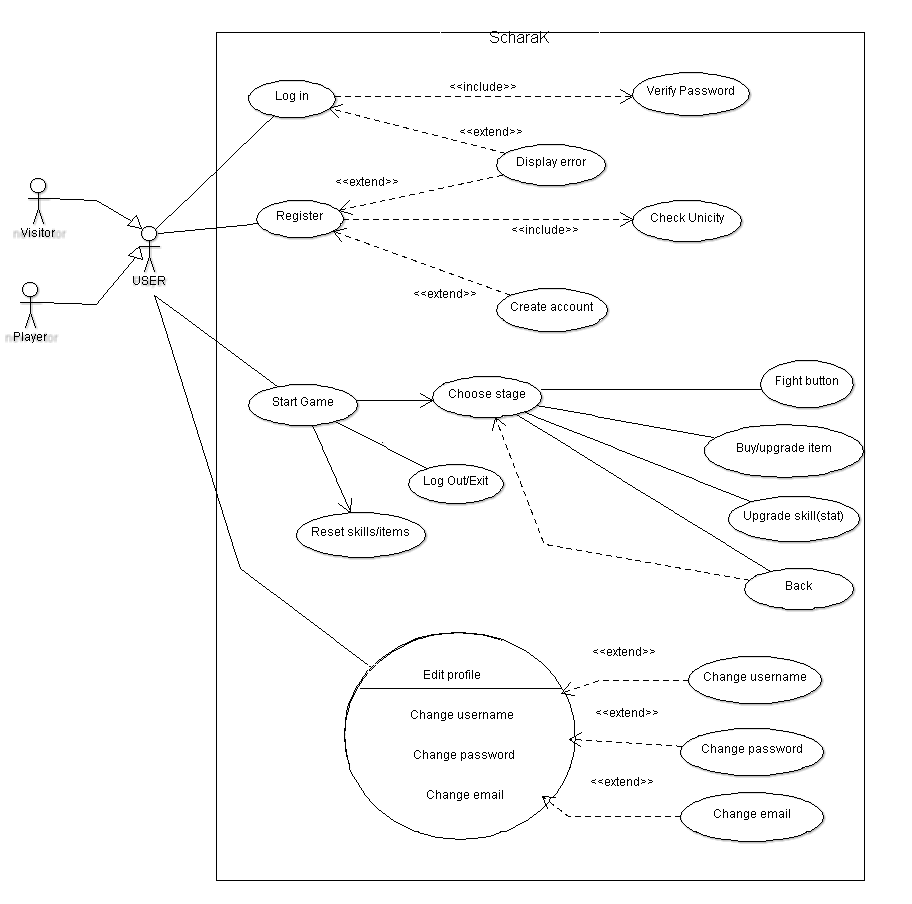 ScharaK
Log in
<<include>>
Verify Password
<<extend>>
Display error
<<extend>>
Register
Check Unicity
<<include>>
Visitor
USER
<<extend>>
Create account
Player
Start Game
Choose stage
Fight button
Buy/upgrade item
Log Out/Exit
Upgrade skill(stat)
Reset skills/items
Back
<<extend>>
Edit profile
Change username
Change username
<<extend>>
Change password
Change password
<<extend>>
Change email
Change email